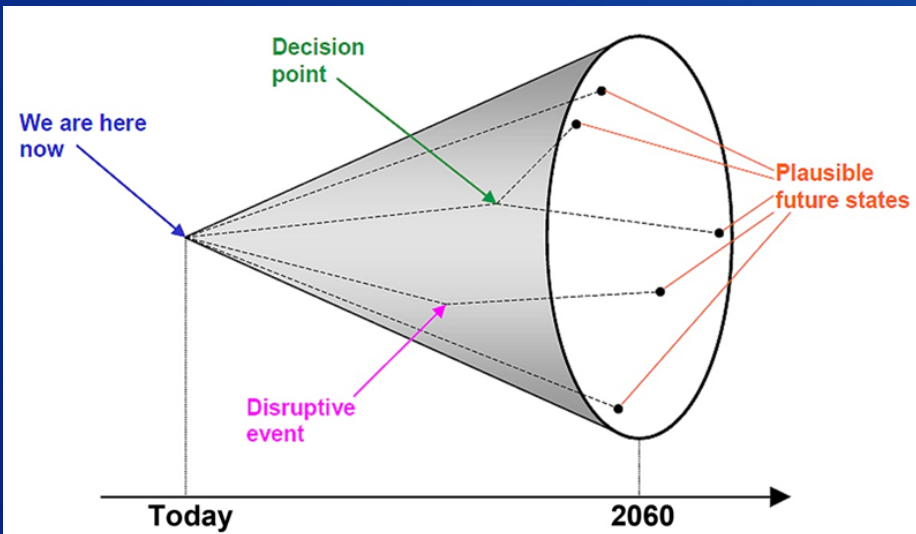 Decision
point
We are here
now
Plausible
future states
Disruptive
event
Today
2060